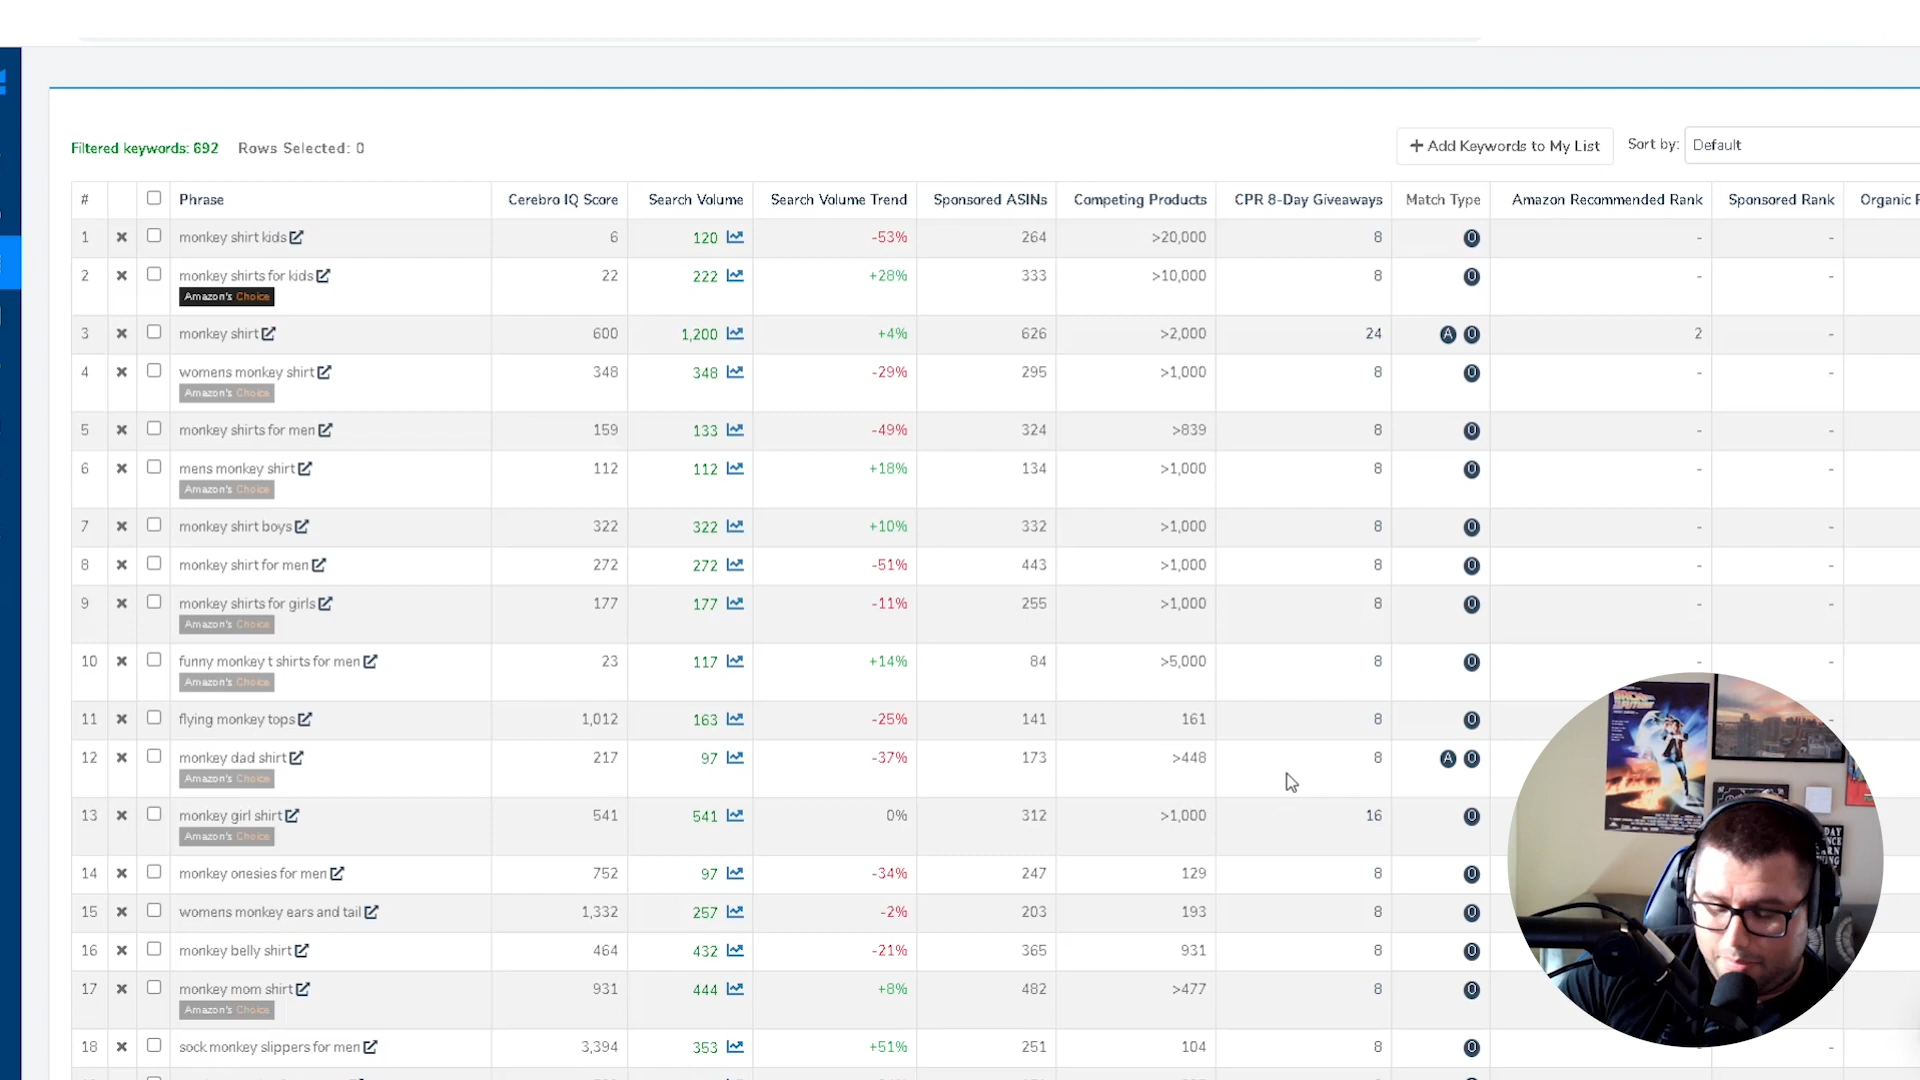 Filtered keywords: 692 Rows Selected: 0 Add Keywords to My List Sort by: Default
# Phrase Cerebro IQ Score Search Volume Search Volume Trend Sponsored ASINs Competing Products CPR 8-Day Giveaways Match Type Amazon Recommended Rank Sponsored Rank Organic
1 monkey shirt kids 6 120 -53% 264 >20,000 8 O - -
2 monkey shirts for kids 22 222 +28% 333 >10,000 8 O - -
Amazon's Choice
3 monkey shirt 600 1,200 +4% 626 >2,000 24 A O 2 -
4 womens monkey shirt 348 348 -29% 295 >1,000 8 O - -
Amazon's Choice
5 monkey shirts for men 159 133 -49% 324 >839 8 O - -
6 mens monkey shirt 112 112 +18% 134 >1,000 8 O - -
Amazon's Choice
7 monkey shirt boys 322 322 +10% 332 >1,000 8 O - -
8 monkey shirt for men 272 272 -51% 443 >1,000 8 O - -
9 monkey shirts for girls 177 177 -11% 255 >1,000 8 O - -
Amazon's Choice
10 funny monkey t shirts for men 23 117 +14% 84 >5,000 8 O - -
Amazon's Choice
11 flying monkey tops 1,012 163 -25% 141 161 8 O -
12 monkey dad shirt 217 97 -37% 173 >448 8 A O
Amazon's Choice
13 monkey girl shirt 541 541 0% 312 >1,000 16 O
Amazon's Choice
14 monkey onesies for men 752 97 -34% 247 129 8 O
15 womens monkey ears and tail 1,332 257 -2% 203 193 8 O
16 monkey belly shirt 464 432 -21% 365 931 8 O
17 monkey mom shirt 931 444 +8% 482 >477 8 O
Amazon's Choice
18 sock monkey slippers for men 3,394 353 +51% 251 104 8 O - -